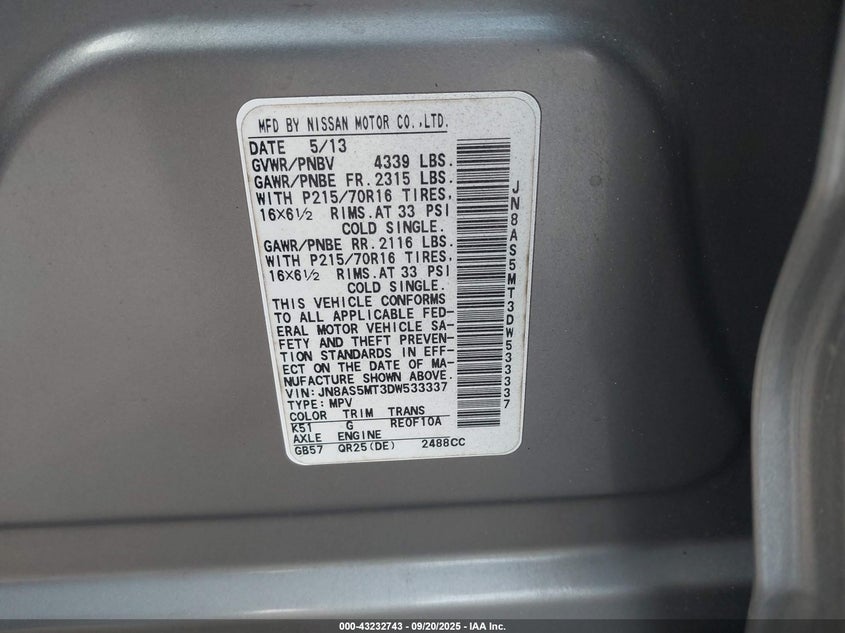 MFD BY NISSAN MOTOR CO.,LTD.
DATE 5/13
GVWR/PNBV 4339 LBS.
GAWR/PNBE FR. 2315 LBS.
WITH P215/70R16 TIRES,
16X6½ RIMS. AT 33 PSI
COLD SINGLE.
GAWR/PNBE RR. 2116 LBS.
WITH P215/70R16 TIRES,
16X6½ RIMS. AT 33 PSI
COLD SINGLE.
THIS VEHICLE CONFORMS
TO ALL APPLICABLE FED-
ERAL MOTOR VEHICLE SA-
FETY AND THEFT PREVEN-
TION STANDARDS IN EFF-
ECT ON THE DATE OF MA-
NUFACTURE SHOWN ABOVE.
VIN: JN8AS5MT3DW533337
TYPE: MPV
COLOR TRIM TRANS
K51 G RE0F10A
AXLE ENGINE
GB57 QR25(DE) 2488CC
JN8AS5MT3DW533337
000-43232743 | 09/20/2025 - IAA Inc.